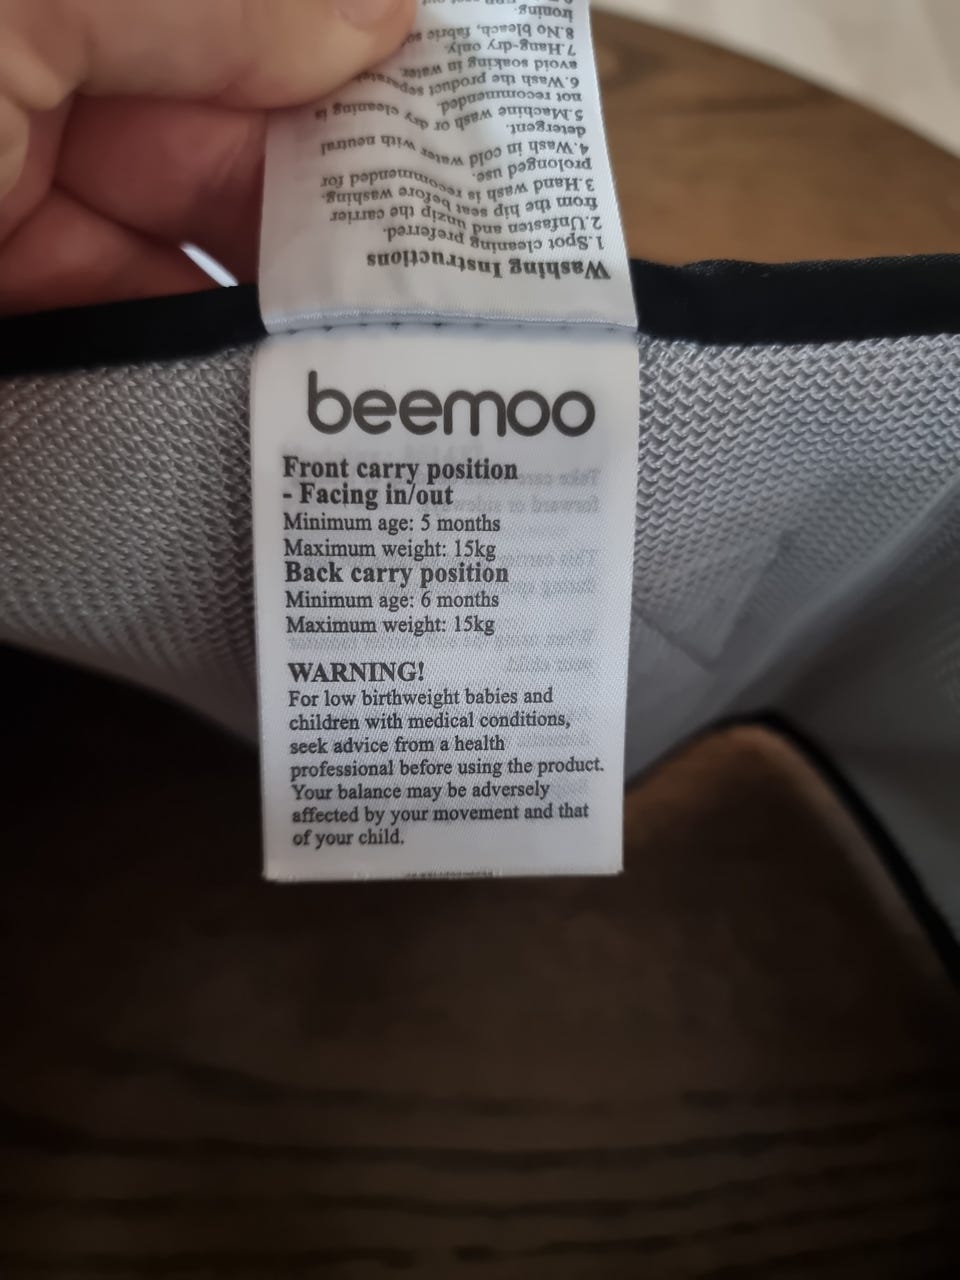 Washing Instructions
1.Spot cleaning preferred.
2.Unfasten and unzip the carrier
from the hip seat before washing.
3.Hand wash is recommended for
prolonged use.
4.Wash in cold water with neutral
detergent.
5.Machine wash or dry cleaning is
not recommended.
6.Wash the product
avoid soaking in water.
7.Hang-dry only.
8.No bleach, fabric
ironing.
beemoo
Front carry position
- Facing in/out
Minimum age: 5 months
Maximum weight: 15kg
Back carry position
Minimum age: 6 months
Maximum weight: 15kg
WARNING!
For low birthweight babies and
children with medical conditions,
seek advice from a health
professional before using the product.
Your balance may be adversely
affected by your movement and that
of your child.